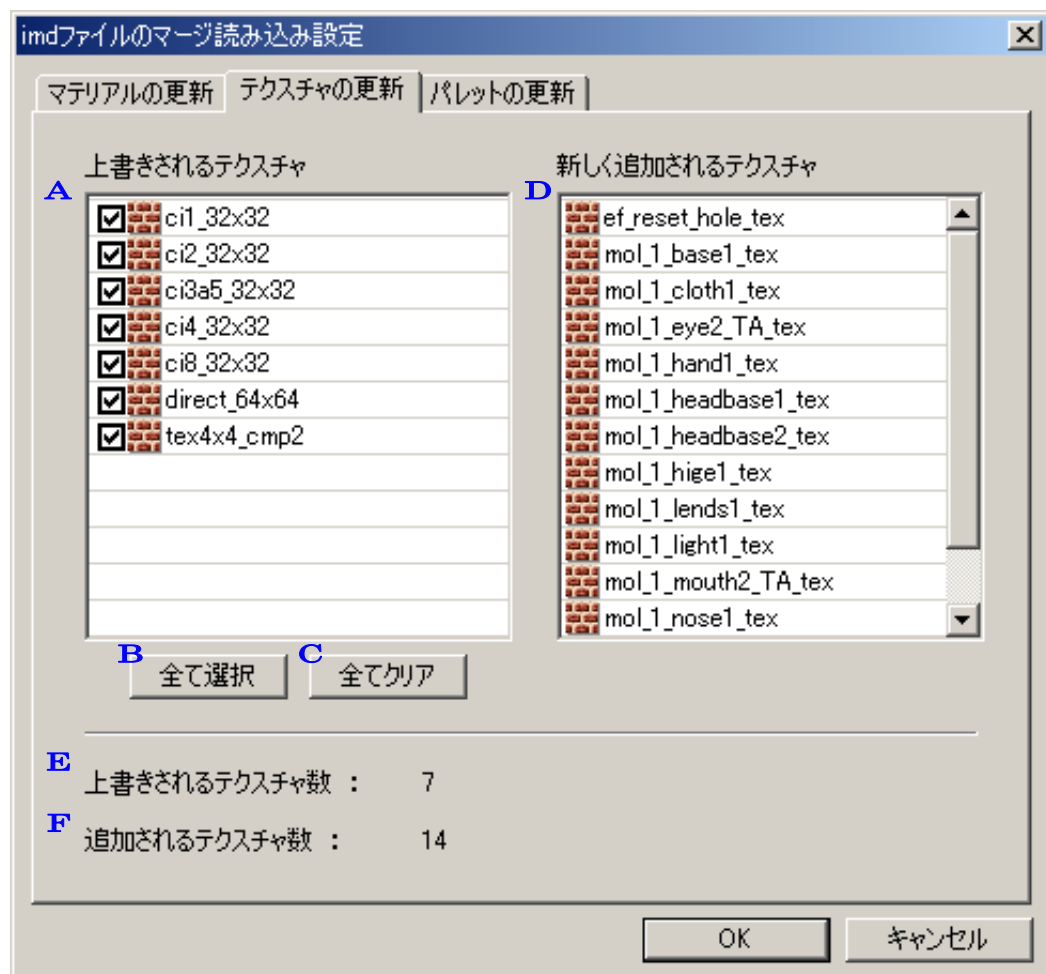 imdファイルのマージ読み込み設定
マテリアルの更新 テクスチャの更新 パレットの更新
上書きされるテクスチャ
A
ci1_32x32
ci2_32x32
ci3a5_32x32
ci4_32x32
ci8_32x32
direct_64x64
tex4x4_cmp2
B 全て選択
C 全てクリア
新しく追加されるテクスチャ
D
ef_reset_hole_tex
mol_1_base1_tex
mol_1_cloth1_tex
mol_1_eye2_TA_tex
mol_1_hand1_tex
mol_1_headbase1_tex
mol_1_headbase2_tex
mol_1_hige1_tex
mol_1_lends1_tex
mol_1_light1_tex
mol_1_mouth2_TA_tex
mol_1_nose1_tex
E
上書きされるテクスチャ数 : 7
F
追加されるテクスチャ数 : 14
OK キャンセル